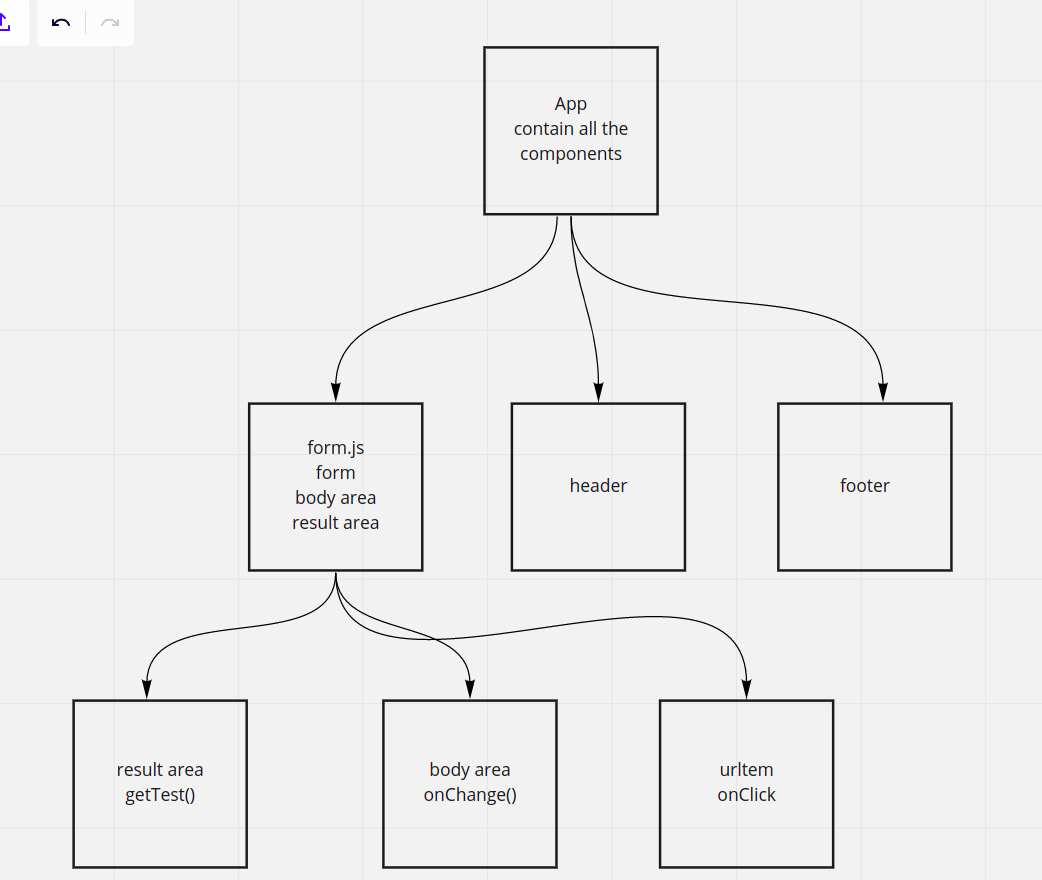 App
contain all the
components
form.js
form
body area
result area
header
footer
result area
getTest()
body area
onChange()
urltem
onClick